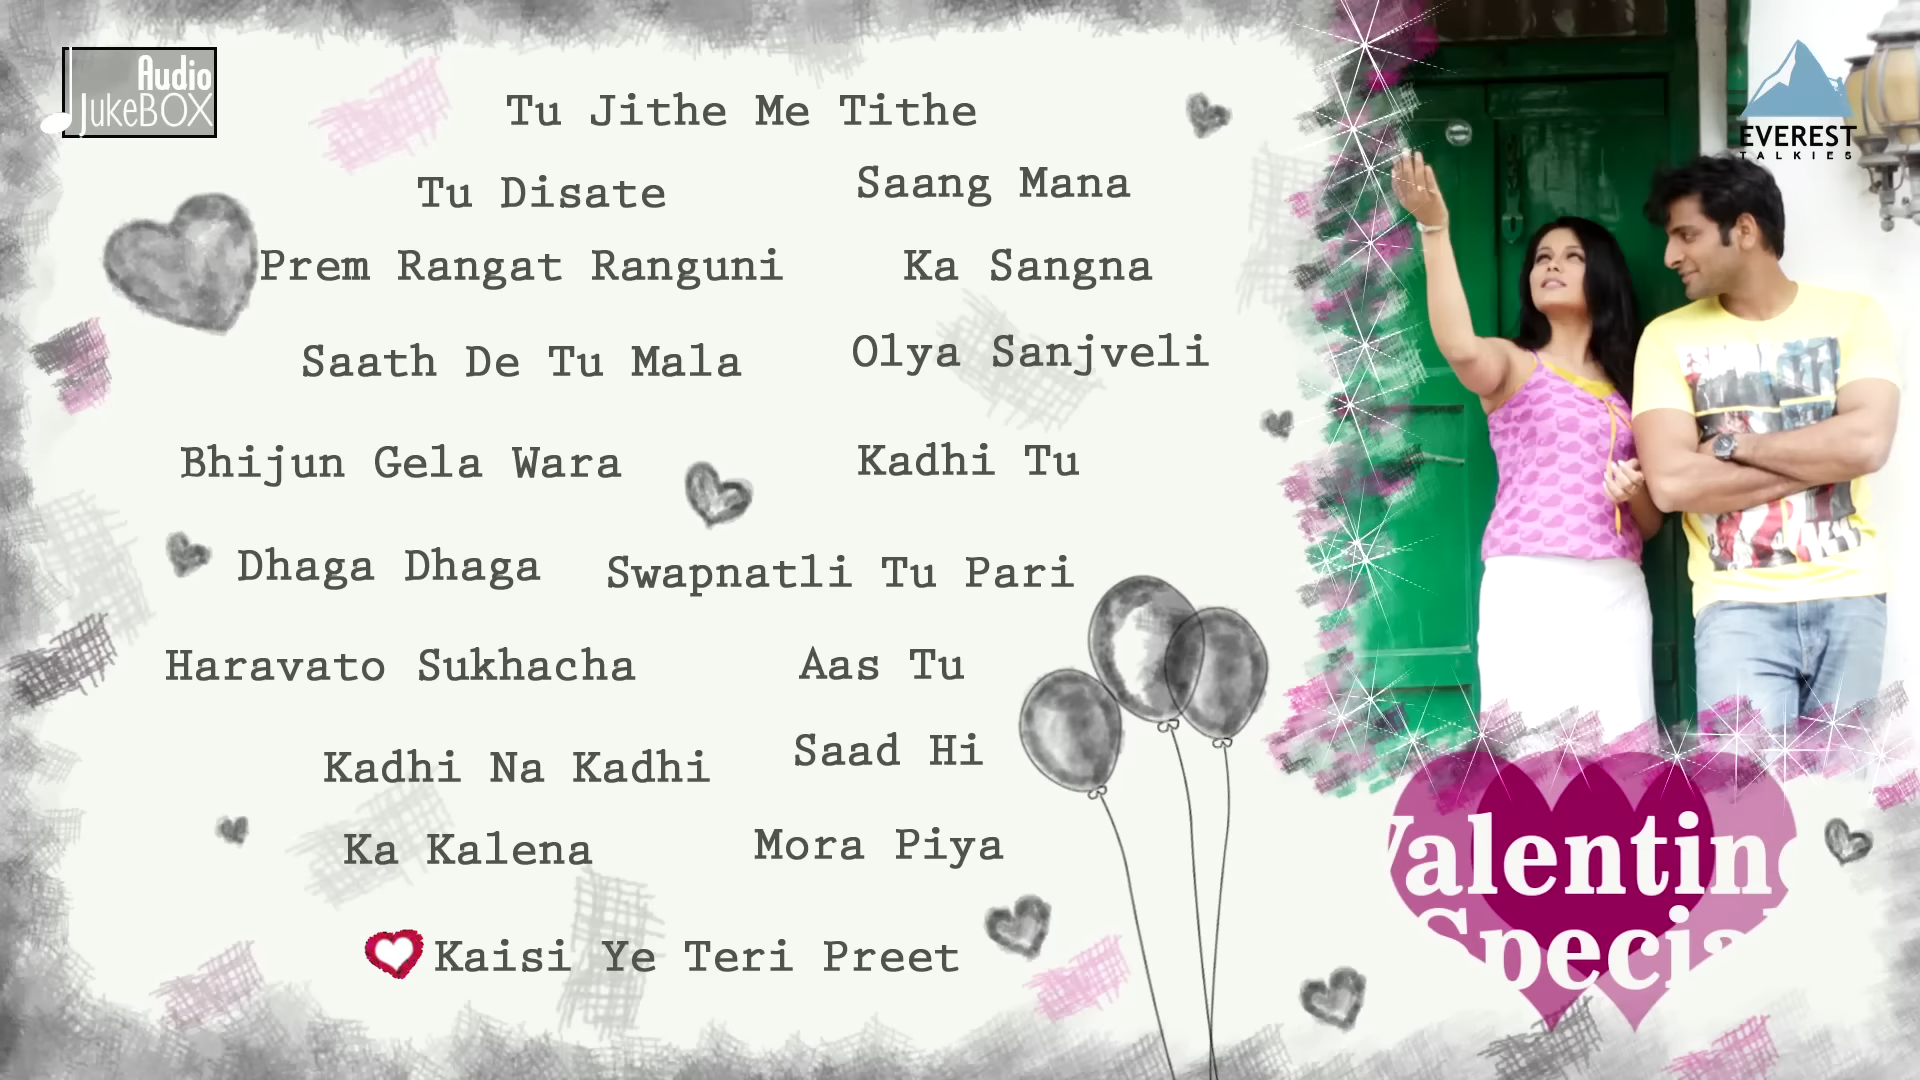 Audio
JukeBOX
Tu Jithe Me Tithe
Tu Disate
Saang Mana
Prem Rangat Ranguni
Ka Sangna
Saath De Tu Mala
Olya Sanjveli
Bhijun Gela Wara
Kadhi Tu
Dhaga Dhaga
Swapnatli Tu Pari
Haravato Sukhacha
Aas Tu
Kadhi Na Kadhi
Saad Hi
Ka Kalena
Mora Piya
Kaisi Ye Teri Preet
EVEREST
TALKIES
Valentine
Special